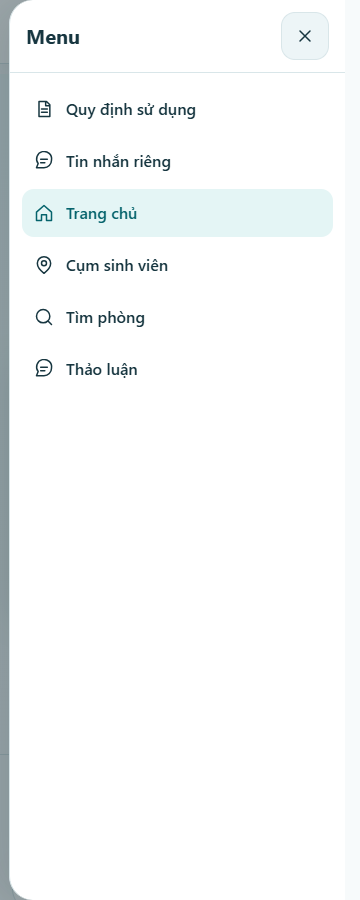 Menu
Quy định sử dụng
Tin nhắn riêng
Trang chủ
Cụm sinh viên
Tìm phòng
Thảo luận